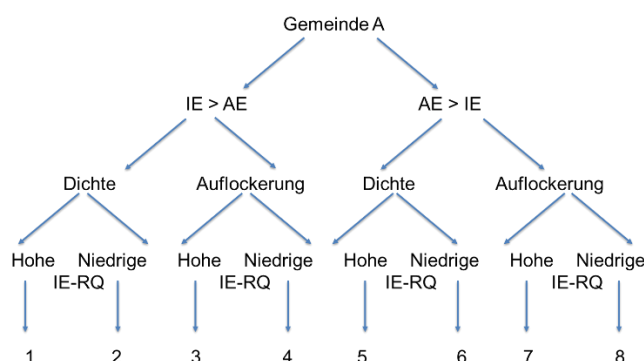 Gemeinde A
IE > AE AE > IE
Dichte Auflockerung Dichte Auflockerung
Hohe Niedrige Hohe Niedrige Hohe Niedrige Hohe Niedrige
IE-RQ IE-RQ IE-RQ IE-RQ
1 2 3 4 5 6 7 8